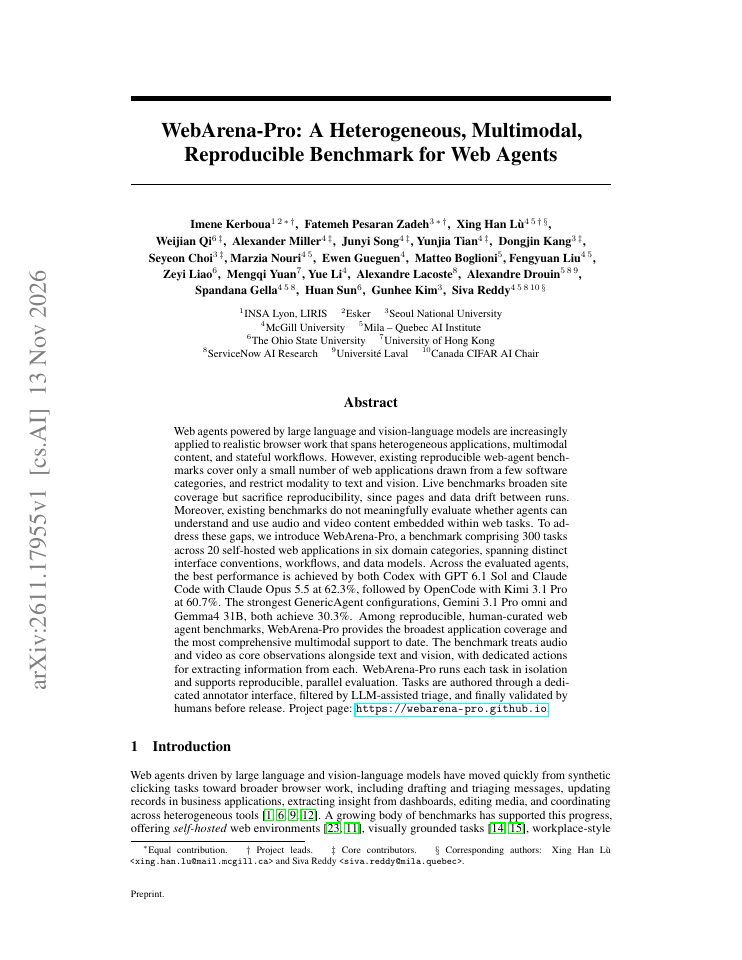 arXiv:2611.17955v1 [cs.AI] 13 Nov 2026
WebArena-Pro: A Heterogeneous, Multimodal,
Reproducible Benchmark for Web Agents
Imene Kerboua1 2 ∗ †, Fatemeh Pesaran Zadeh3 ∗ †, Xing Han Lù4 5 † §,
Weijian Qi6 ‡, Alexander Miller4 ‡, Junyi Song4 ‡, Yunjia Tian4 ‡, Dongjin Kang3 ‡,
Seyeon Choi3 ‡, Marzia Nouri4 5, Ewen Gueguen4, Matteo Boglioni5, Fengyuan Liu4 5,
Zeyi Liao6, Mengqi Yuan7, Yue Li4, Alexandre Lacoste8, Alexandre Drouin5 8 9,
Spandana Gella4 5 8, Huan Sun6, Gunhee Kim3, Siva Reddy4 5 8 10 §
1INSA Lyon, LIRIS 2Esker 3Seoul National University
4McGill University 5Mila – Quebec AI Institute
6The Ohio State University 7University of Hong Kong
8ServiceNow AI Research 9Université Laval 10Canada CIFAR AI Chair
Abstract
Web agents powered by large language and vision-language models are increasingly
applied to realistic browser work that spans heterogeneous applications, multimodal
content, and stateful workflows. However, existing reproducible web-agent bench-
marks cover only a small number of web applications drawn from a few software
categories, and restrict modality to text and vision. Live benchmarks broaden site
coverage but sacrifice reproducibility, since pages and data drift between runs.
Moreover, existing benchmarks do not meaningfully evaluate whether agents can
understand and use audio and video content embedded within web tasks. To ad-
dress these gaps, we introduce WebArena-Pro, a benchmark comprising 300 tasks
across 20 self-hosted web applications in six domain categories, spanning distinct
interface conventions, workflows, and data models. Across the evaluated agents,
the best performance is achieved by both Codex with GPT 6.1 Sol and Claude
Code with Claude Opus 5.5 at 62.3%, followed by OpenCode with Kimi 3.1 Pro
at 60.7%. The strongest GenericAgent configurations, Gemini 3.1 Pro omni and
Gemma4 31B, both achieve 30.3%. Among reproducible, human-curated web
agent benchmarks, WebArena-Pro provides the broadest application coverage and
the most comprehensive multimodal support to date. The benchmark treats audio
and video as core observations alongside text and vision, with dedicated actions
for extracting information from each. WebArena-Pro runs each task in isolation
and supports reproducible, parallel evaluation. Tasks are authored through a dedi-
cated annotator interface, filtered by LLM-assisted triage, and finally validated by
humans before release. Project page: https://webarena-pro.github.io
1 Introduction
Web agents driven by large language and vision-language models have moved quickly from synthetic
clicking tasks toward broader browser work, including drafting and triaging messages, updating
records in business applications, extracting insight from dashboards, editing media, and coordinating
across heterogeneous tools [1, 6, 9, 12]. A growing body of benchmarks has supported this progress,
offering self-hosted web environments [23, 11], visually grounded tasks [14, 15], workplace-style
∗Equal contribution. † Project leads. ‡ Core contributors. § Corresponding authors: Xing Han Lù
<xing.han.lu@mail.mcgill.ca> and Siva Reddy <siva.reddy@mila.quebec>.
Preprint.